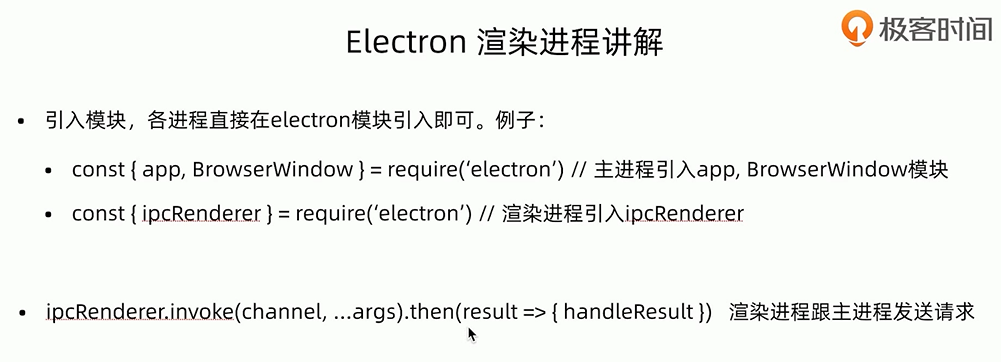 极客时间
Electron 渲染进程讲解
• 引入模块，各进程直接在electron模块引入即可。例子：
• const { app, BrowserWindow } = require(‘electron’) // 主进程引入app, BrowserWindow模块
• const { ipcRenderer } = require(‘electron’) // 渲染进程引入ipcRenderer
• ipcRenderer.invoke(channel, ...args).then(result => { handleResult }) 渲染进程跟主进程发送请求